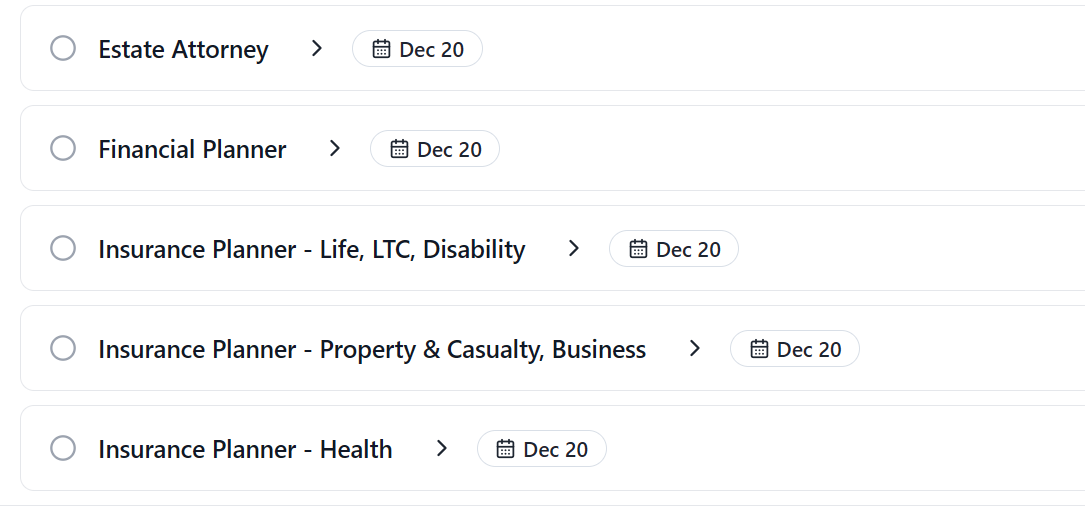 Estate Attorney Dec 20
Financial Planner Dec 20
Insurance Planner - Life, LTC, Disability Dec 20
Insurance Planner - Property & Casualty, Business Dec 20
Insurance Planner - Health Dec 20